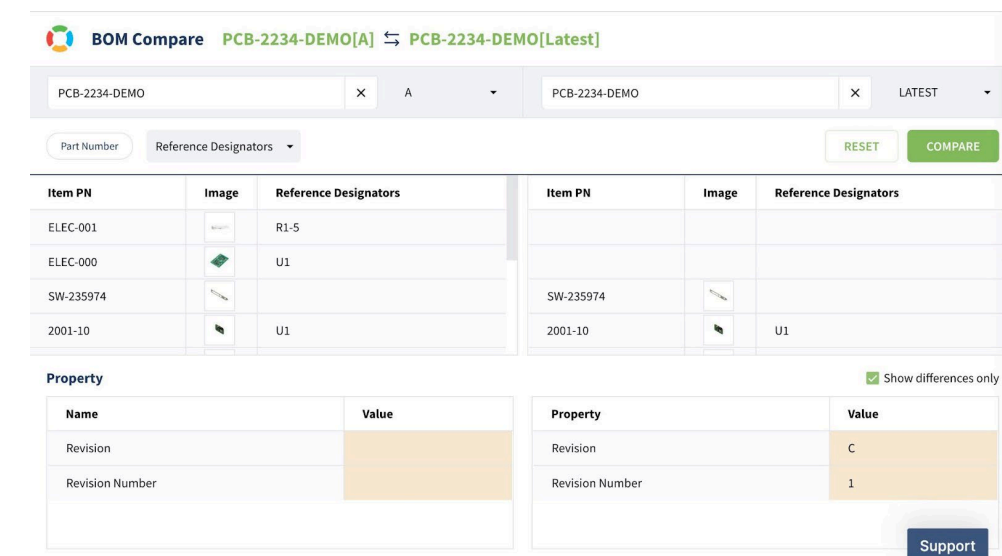 BOM Compare PCB-2234-DEMO[A] ⇆ PCB-2234-DEMO[Latest]
PCB-2234-DEMO × A PCB-2234-DEMO × LATEST
Part Number Reference Designators RESET COMPARE
Item PN Image Reference Designators Item PN Image Reference Designators
ELEC-001 R1-5
ELEC-000 U1
SW-235974 SW-235974
2001-10 U1 2001-10 U1
Property Show differences only
Name Value Property Value
Revision Revision C
Revision Number Revision Number 1
Support